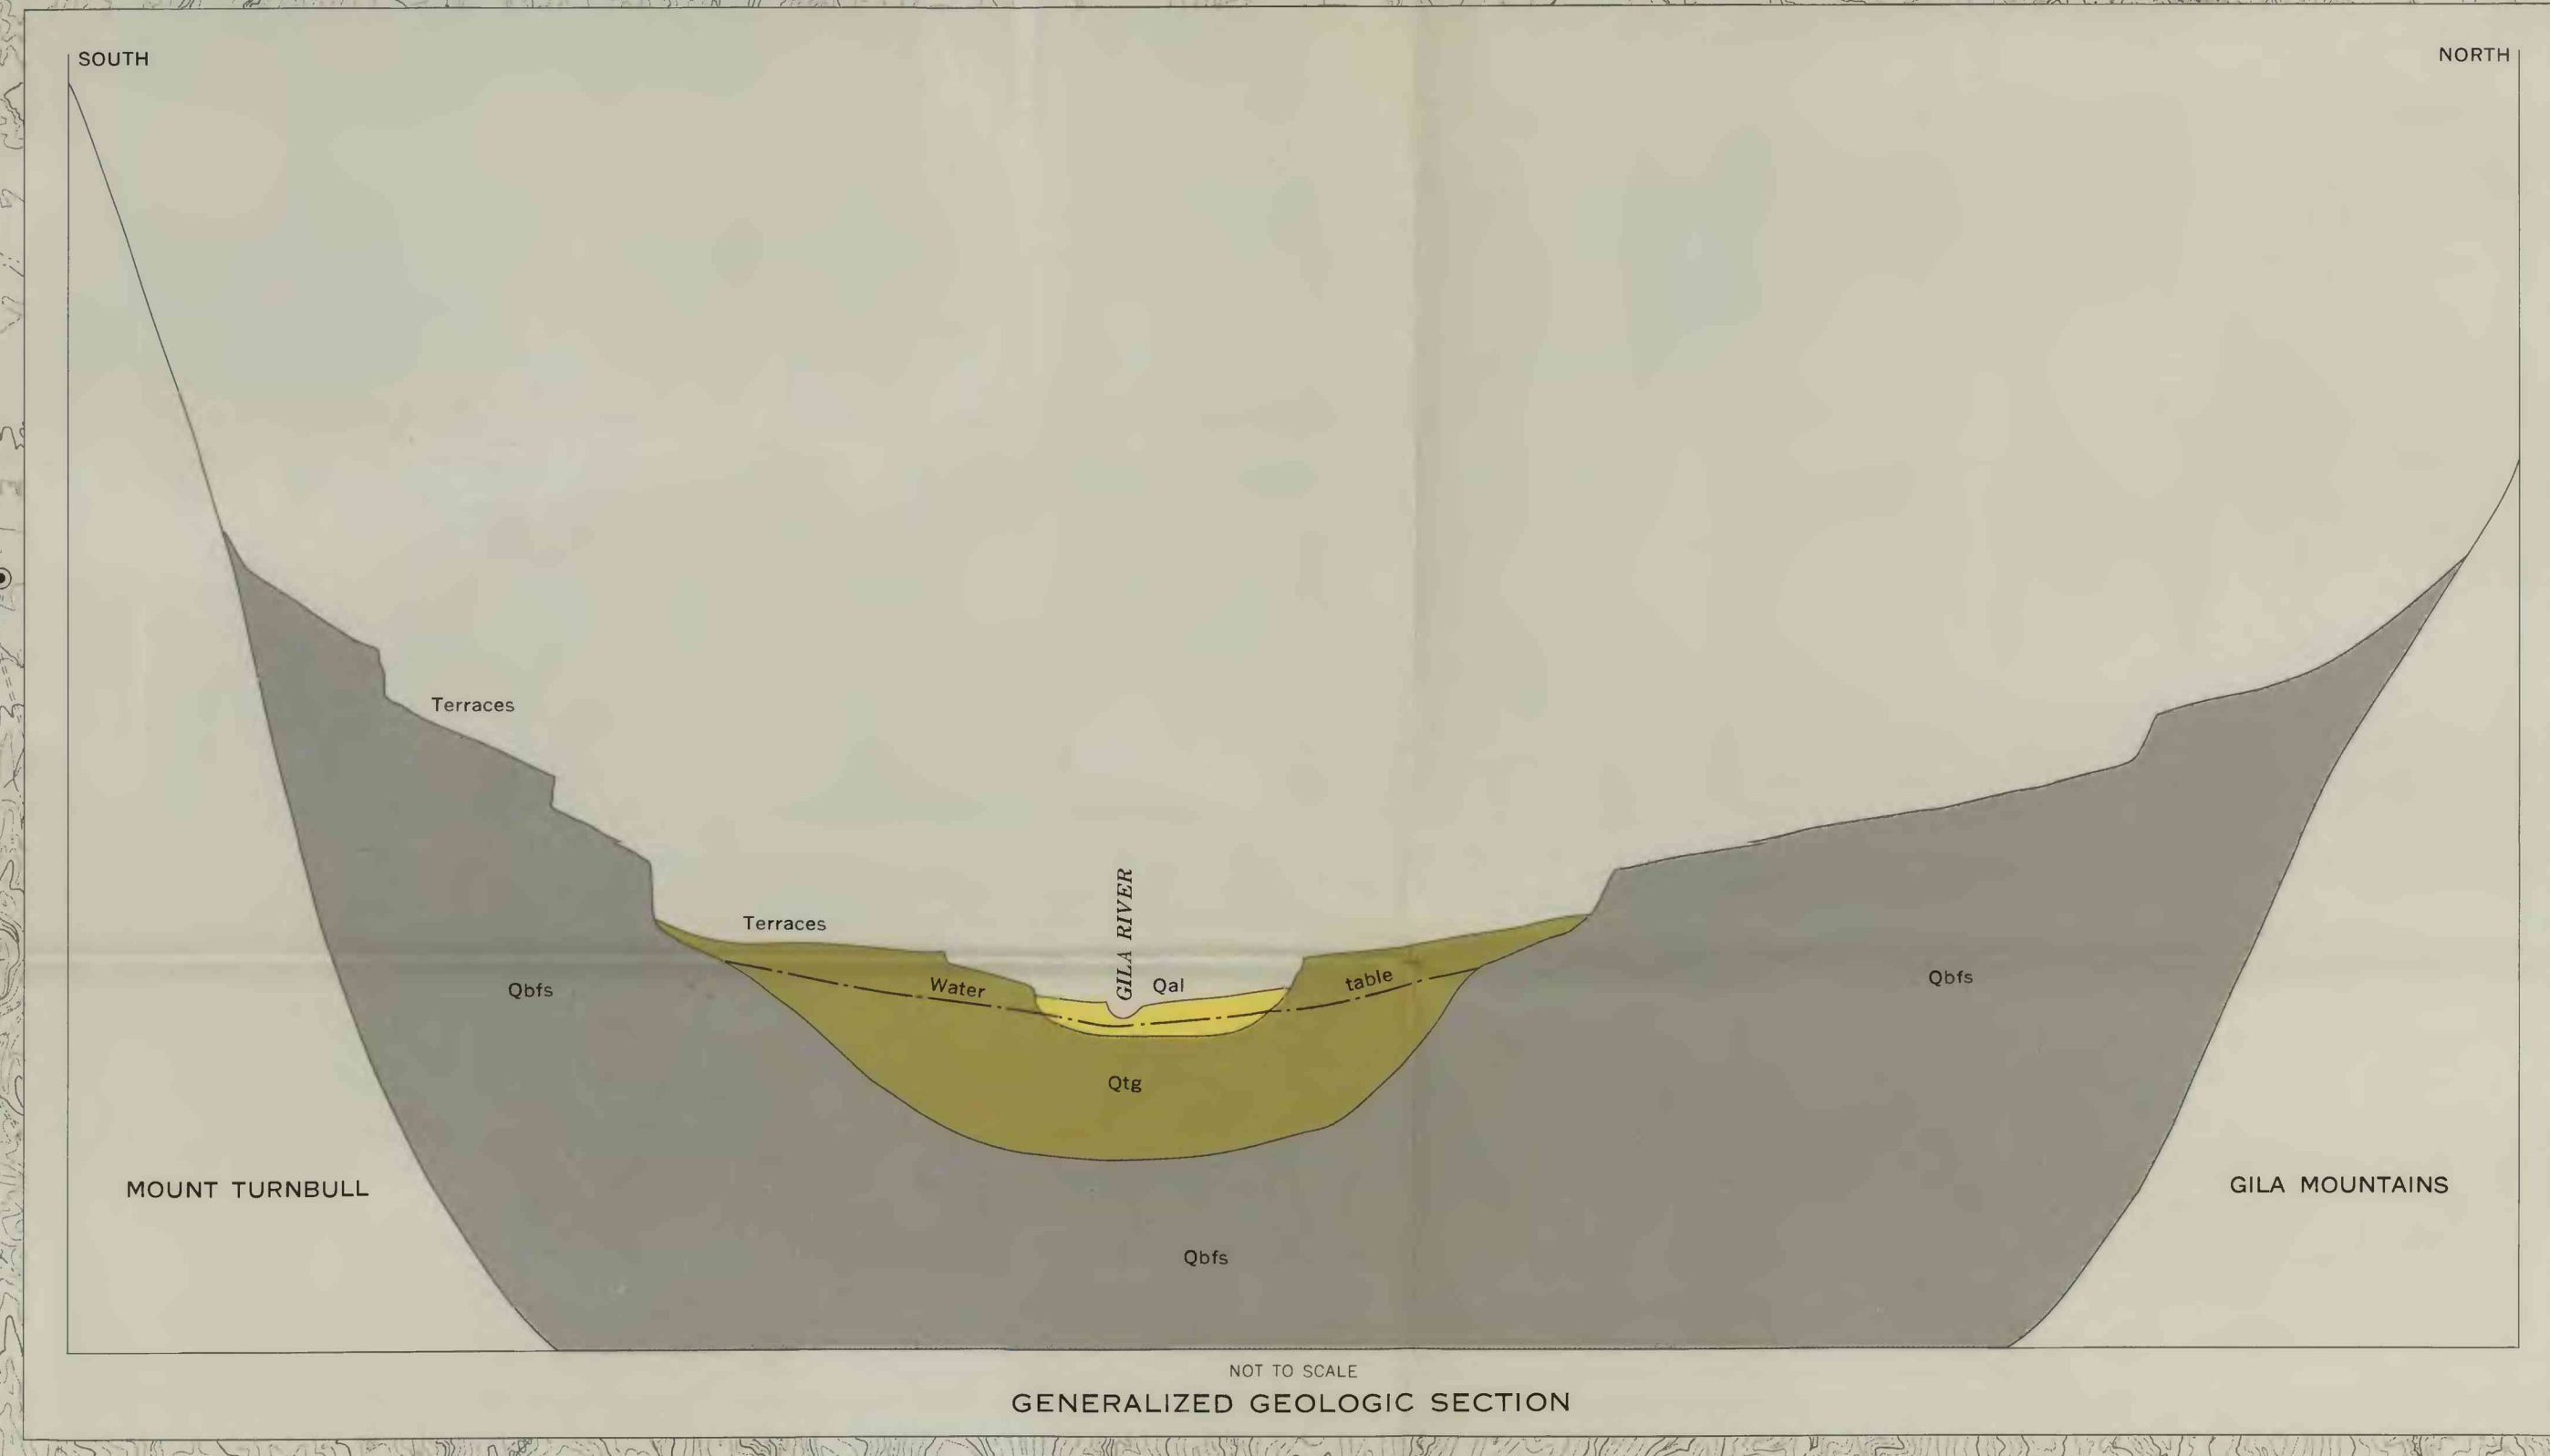 SOUTH
NORTH
Terraces
Terraces
GILA RIVER
Water
Qal
table
Qbfs
Qbfs
Qtg
MOUNT TURNBULL
GILA MOUNTAINS
Qbfs
NOT TO SCALE
GENERALIZED GEOLOGIC SECTION